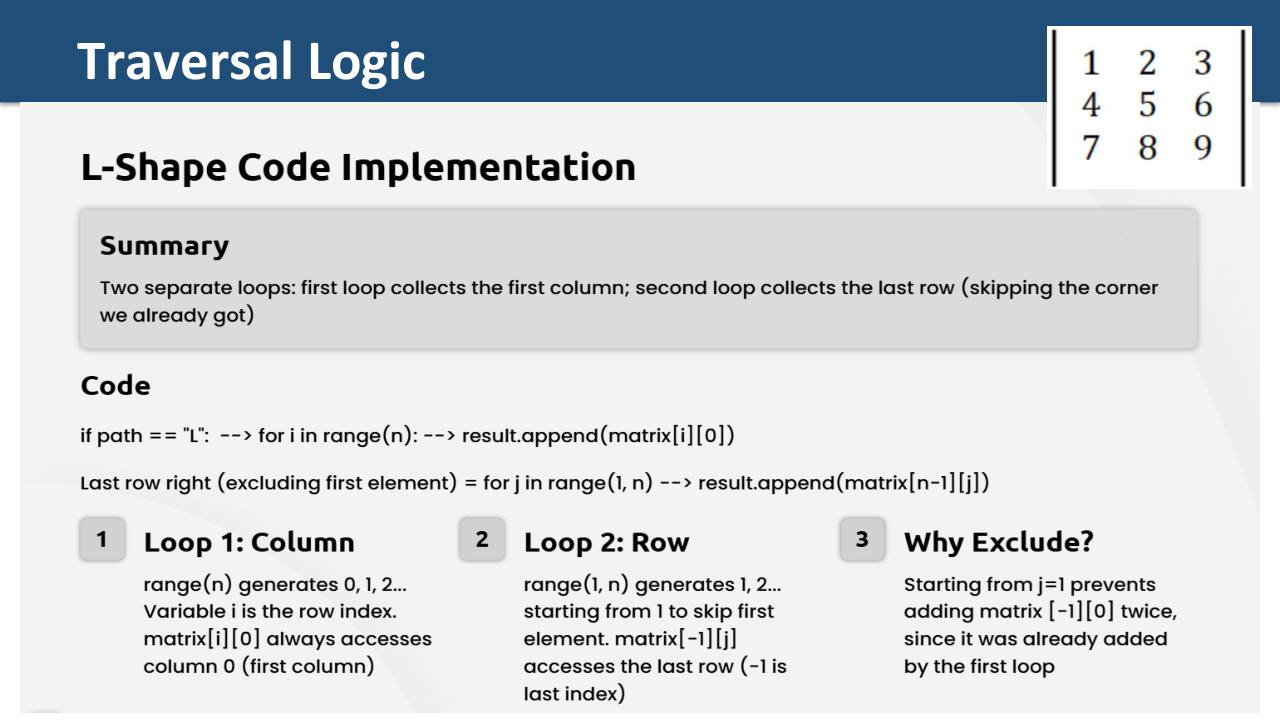 Traversal Logic
1 2 3
4 5 6
7 8 9
L-Shape Code Implementation
Summary
Two separate loops: first loop collects the first column; second loop collects the last row (skipping the corner
we already got)
Code
if path == "L":  --> for i in range(n): --> result.append(matrix[i][0])
Last row right (excluding first element) = for j in range(1, n) --> result.append(matrix[n-1][j])
1
Loop 1: Column
range(n) generates 0, 1, 2...
Variable i is the row index.
matrix[i][0] always accesses
column 0 (first column)
2
Loop 2: Row
range(1, n) generates 1, 2...
starting from 1 to skip first
element. matrix[-1][j]
accesses the last row (-1 is
last index)
3
Why Exclude?
Starting from j=1 prevents
adding matrix [-1][0] twice,
since it was already added
by the first loop